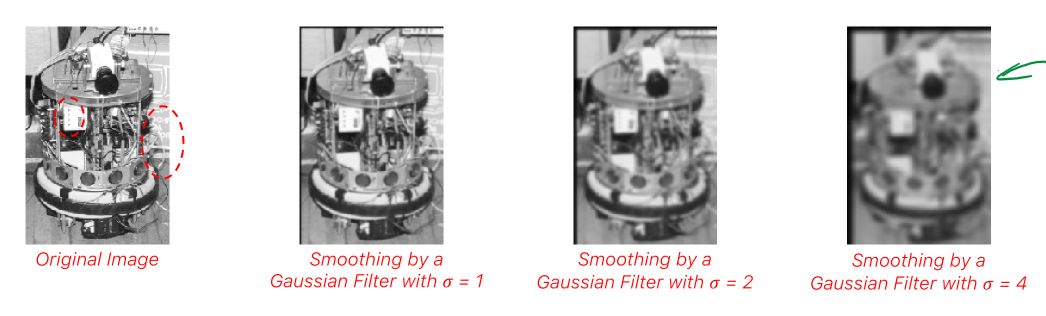 Original Image
Smoothing by a
Gaussian Filter with σ = 1
Smoothing by a
Gaussian Filter with σ = 2
Smoothing by a
Gaussian Filter with σ = 4